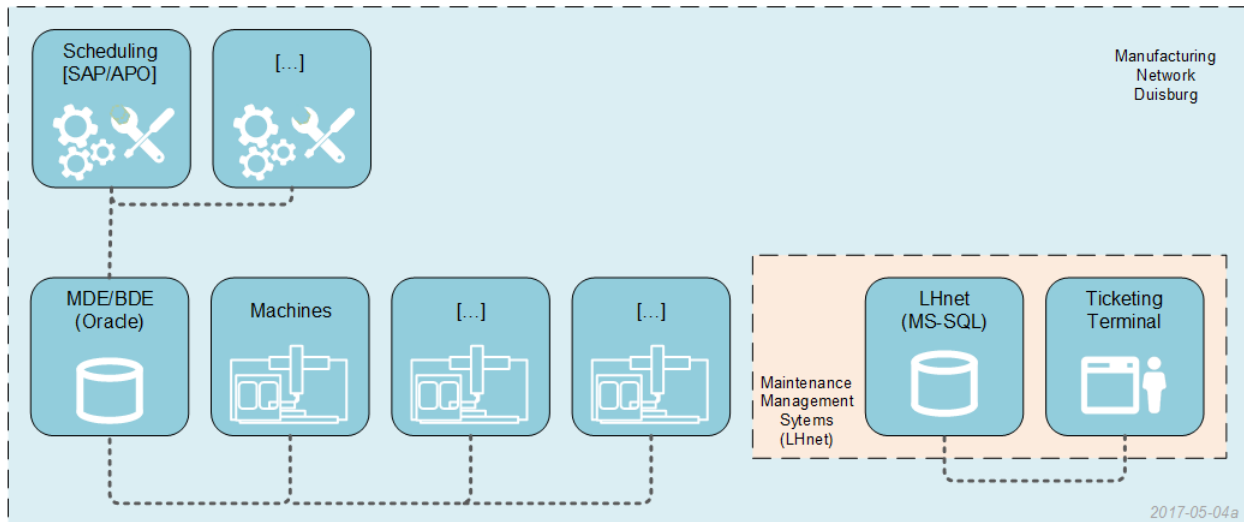 Scheduling
[SAP/APO]
[...]
Manufacturing
Network
Duisburg
MDE/BDE
(Oracle)
Machines
[...]
[...]
LHnet
(MS-SQL)
Ticketing
Terminal
Maintenance
Management
Sytems
(LHnet)
2017-05-04a